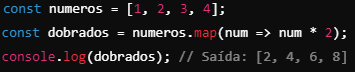 const numeros = [1, 2, 3, 4];
const dobrados = numeros.map(num => num * 2);
console.log(dobrados); // Saída: [2, 4, 6, 8]